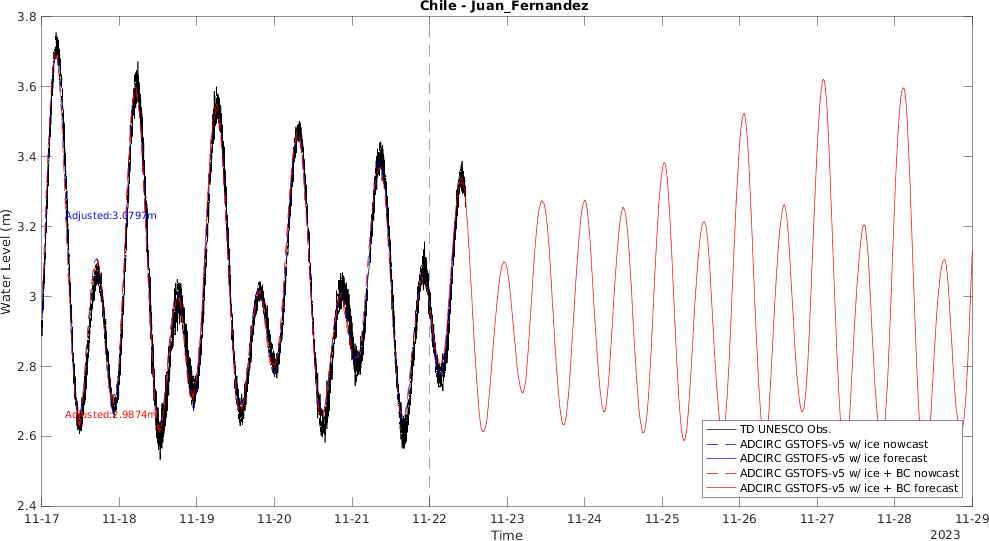 Chile - Juan_Fernandez
3.8
3.6
3.4
3.2
3
2.8
2.6
2.4
Water Level (m)
Adjusted:3.0797m
Adjusted:2.9874m
TD UNESCO Obs.
ADCIRC GSTOFS-v5 w/ ice nowcast
ADCIRC GSTOFS-v5 w/ ice forecast
ADCIRC GSTOFS-v5 w/ ice + BC nowcast
ADCIRC GSTOFS-v5 w/ ice + BC forecast
11-17 11-18 11-19 11-20 11-21 11-22 11-23 11-24 11-25 11-26 11-27 11-28 11-29
Time
2023